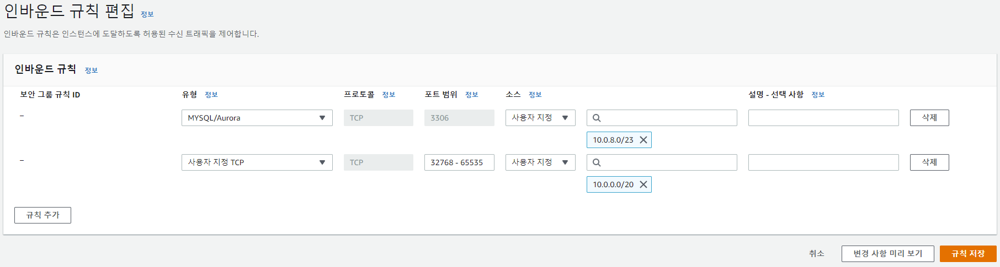 인바운드 규칙 편집 정보
인바운드 규칙은 인스턴스에 도달하도록 허용된 수신 트래픽을 제어합니다.
인바운드 규칙 정보
보안 그룹 규칙 ID 유형 정보 프로토콜 정보 포트 범위 정보 소스 정보 설명 - 선택 사항 정보
– MYSQL/Aurora TCP 3306 사용자 지정 삭제
10.0.8.0/23
– 사용자 지정 TCP TCP 32768 - 65535 사용자 지정 삭제
10.0.0.0/20
규칙 추가
취소 변경 사항 미리 보기 규칙 저장